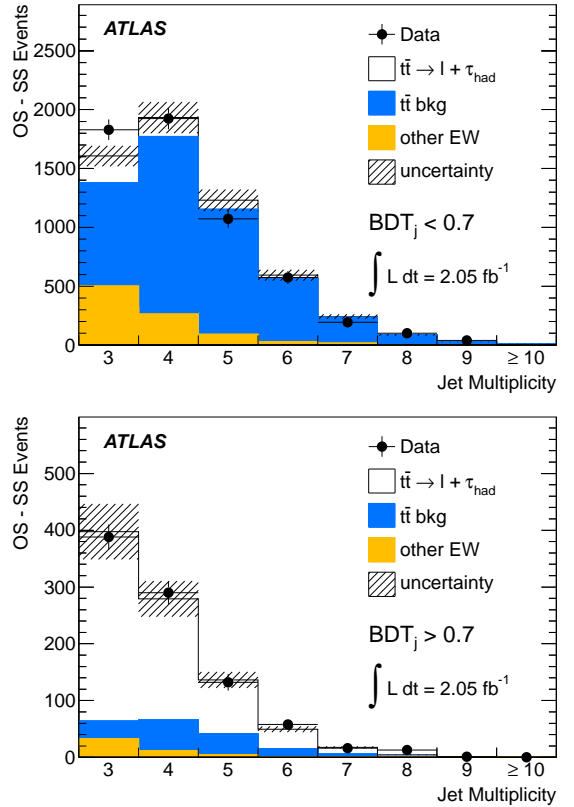 ATLAS
OS - SS Events
2500
2000
1500
1000
500
0
Data
tt̄ → l + τhad
tt̄ bkg
other EW
uncertainty
BDTj < 0.7
∫ L dt = 2.05 fb⁻¹
3 4 5 6 7 8 9 ≥ 10
Jet Multiplicity
ATLAS
OS - SS Events
500
400
300
200
100
0
Data
tt̄ → l + τhad
tt̄ bkg
other EW
uncertainty
BDTj > 0.7
∫ L dt = 2.05 fb⁻¹
3 4 5 6 7 8 9 ≥ 10
Jet Multiplicity